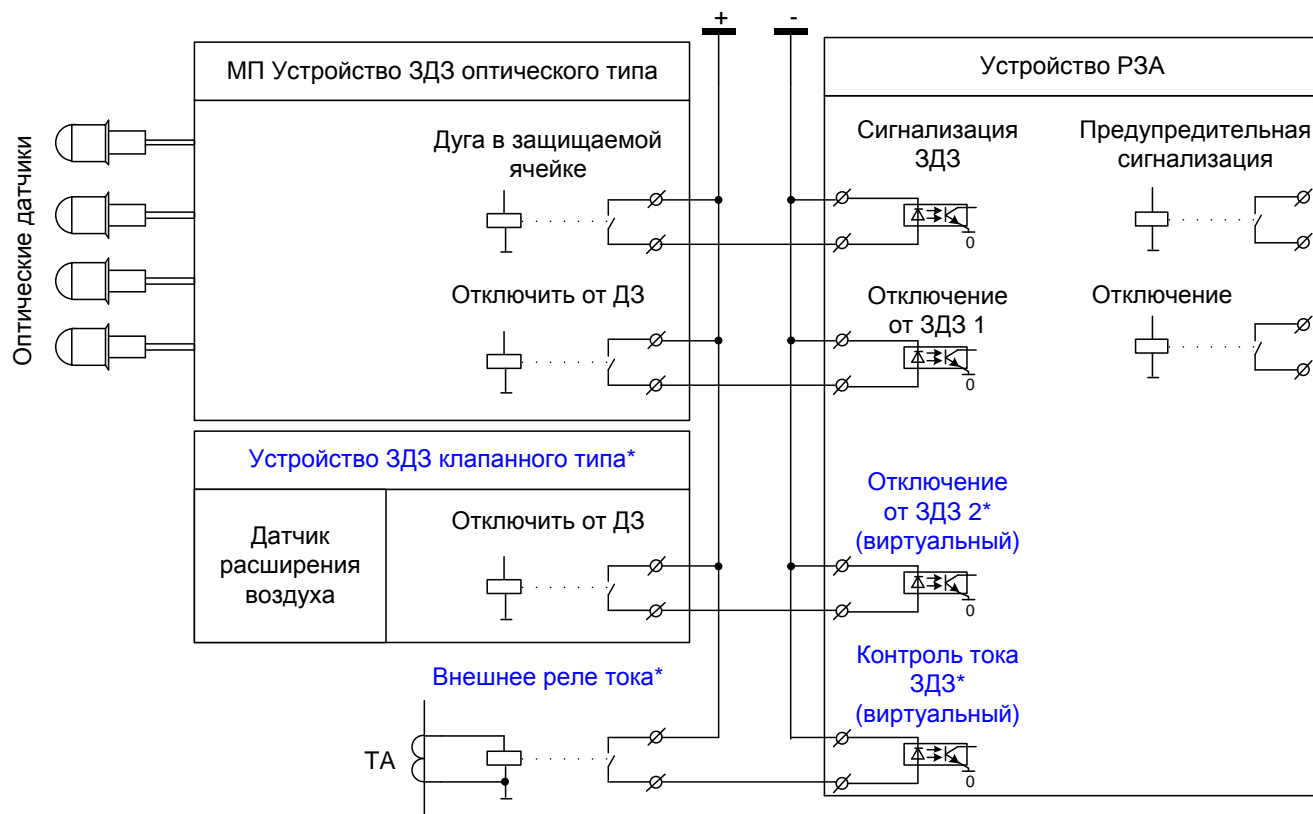 +
-
МП Устройство ЗДЗ оптического типа
Устройство РЗА
Оптические датчики
Дуга в защищаемой
ячейке
Сигнализация
ЗДЗ
Предупредительная
сигнализация
0
Отключить от ДЗ
Отключение
от ЗДЗ 1
Отключение
0
Устройство ЗДЗ клапанного типа*
Датчик
расширения
воздуха
Отключить от ДЗ
Отключение
от ЗДЗ 2*
(виртуальный)
0
Внешнее реле тока*
Контроль тока
ЗДЗ*
(виртуальный)
ТА
0